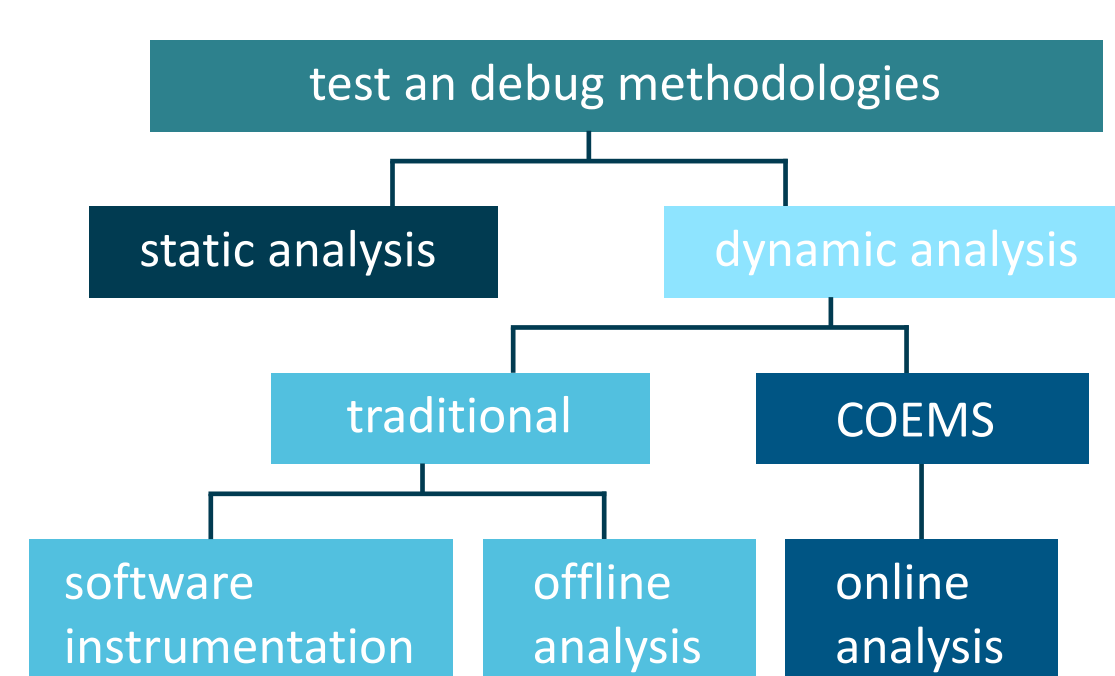 test an debug methodologies
static analysis
dynamic analysis
traditional
COEMS
software
instrumentation
offline
analysis
online
analysis